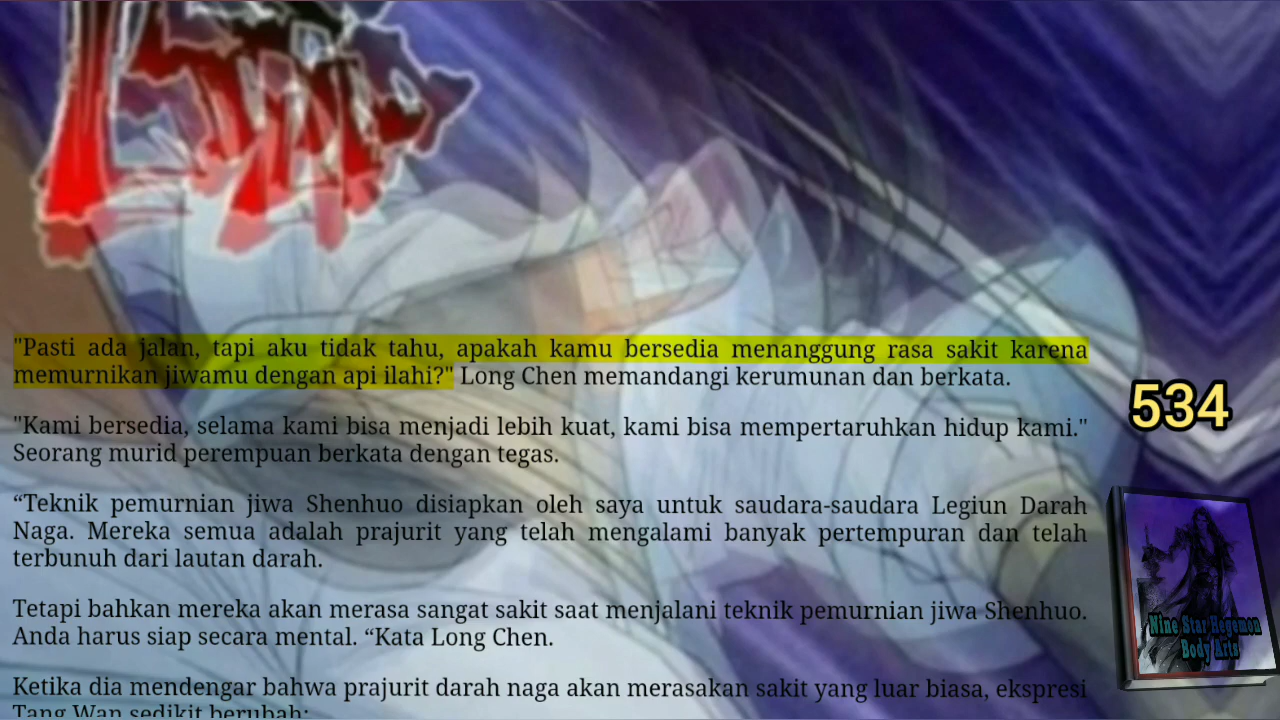 "Pasti ada jalan, tapi aku tidak tahu, apakah kamu bersedia menanggung rasa sakit karena
memurnikan jiwamu dengan api ilahi?" Long Chen memandangi kerumunan dan berkata.
"Kami bersedia, selama kami bisa menjadi lebih kuat, kami bisa mempertaruhkan hidup kami."
Seorang murid perempuan berkata dengan tegas.
“Teknik pemurnian jiwa Shenhuo disiapkan oleh saya untuk saudara-saudara Legiun Darah
Naga. Mereka semua adalah prajurit yang telah mengalami banyak pertempuran dan telah
terbunuh dari lautan darah.
Tetapi bahkan mereka akan merasa sangat sakit saat menjalani teknik pemurnian jiwa Shenhuo.
Anda harus siap secara mental. “Kata Long Chen.
Ketika dia mendengar bahwa prajurit darah naga akan merasakan sakit yang luar biasa, ekspresi
Tang Wan sedikit berubah:
534
Nine Star Hegemon
Body Arts